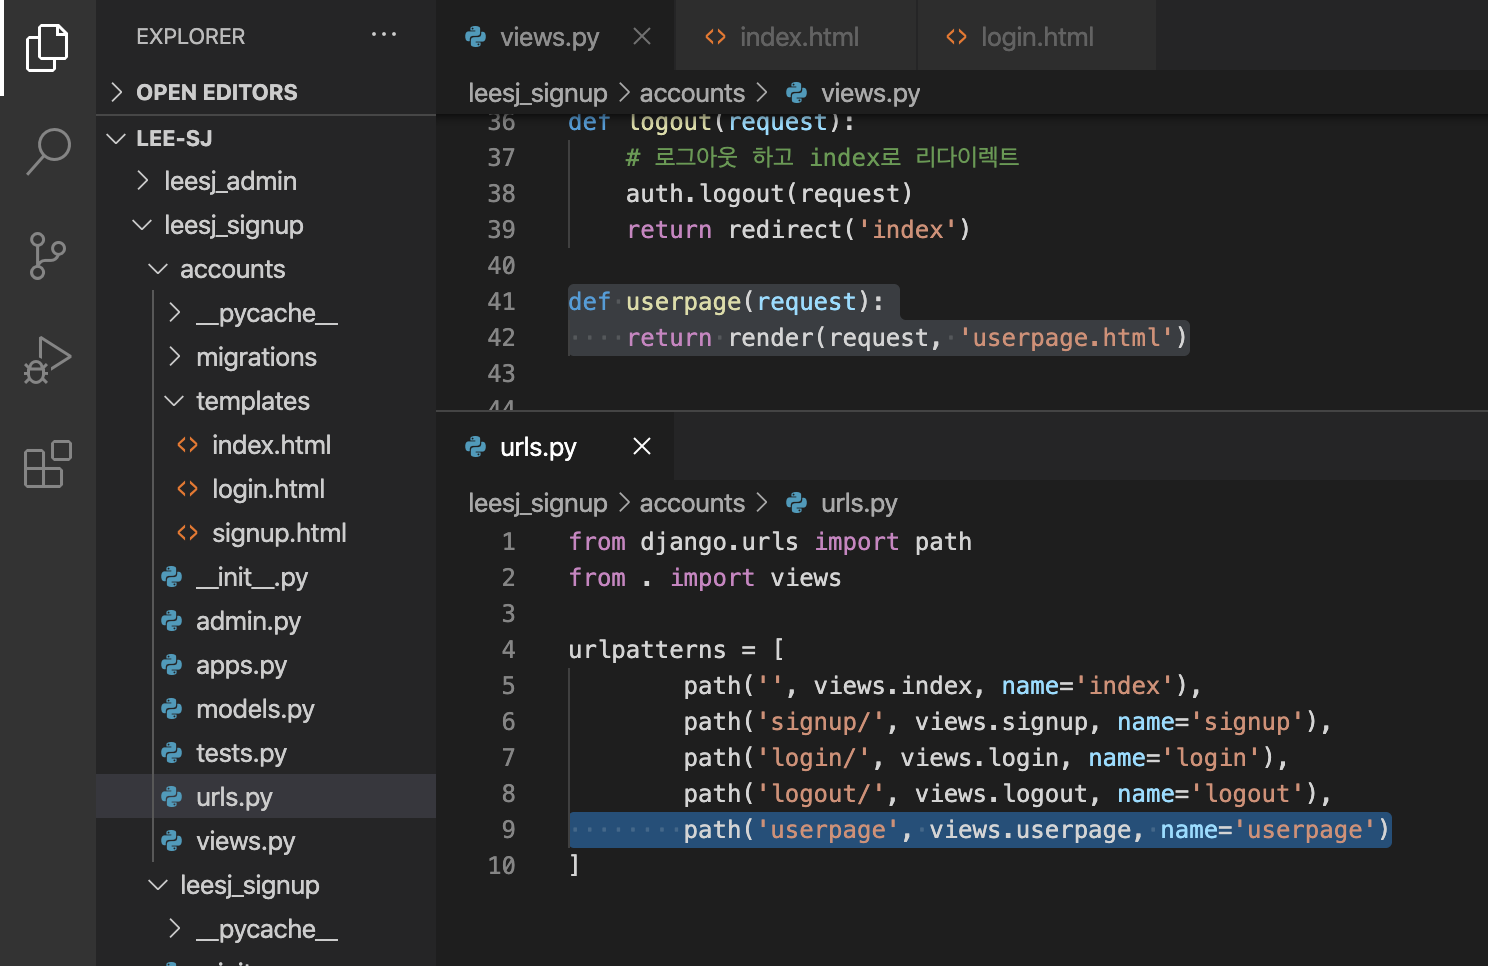 EXPLORER ...
OPEN EDITORS
LEE-SJ
leesj_admin
leesj_signup
accounts
__pycache__
migrations
templates
index.html
login.html
signup.html
__init__.py
admin.py
apps.py
models.py
tests.py
urls.py
views.py
leesj_signup
__pycache__
views.py
index.html
login.html
leesj_signup > accounts > views.py
36 def logout(request):
37 # 로그아웃 하고 index로 리다이렉트
38 auth.logout(request)
39 return redirect('index')
40
41 def userpage(request):
42 return render(request, 'userpage.html')
43
44
urls.py
leesj_signup > accounts > urls.py
1 from django.urls import path
2 from . import views
3
4 urlpatterns = [
5 path('', views.index, name='index'),
6 path('signup/', views.signup, name='signup'),
7 path('login/', views.login, name='login'),
8 path('logout/', views.logout, name='logout'),
9 path('userpage', views.userpage, name='userpage')
10 ]